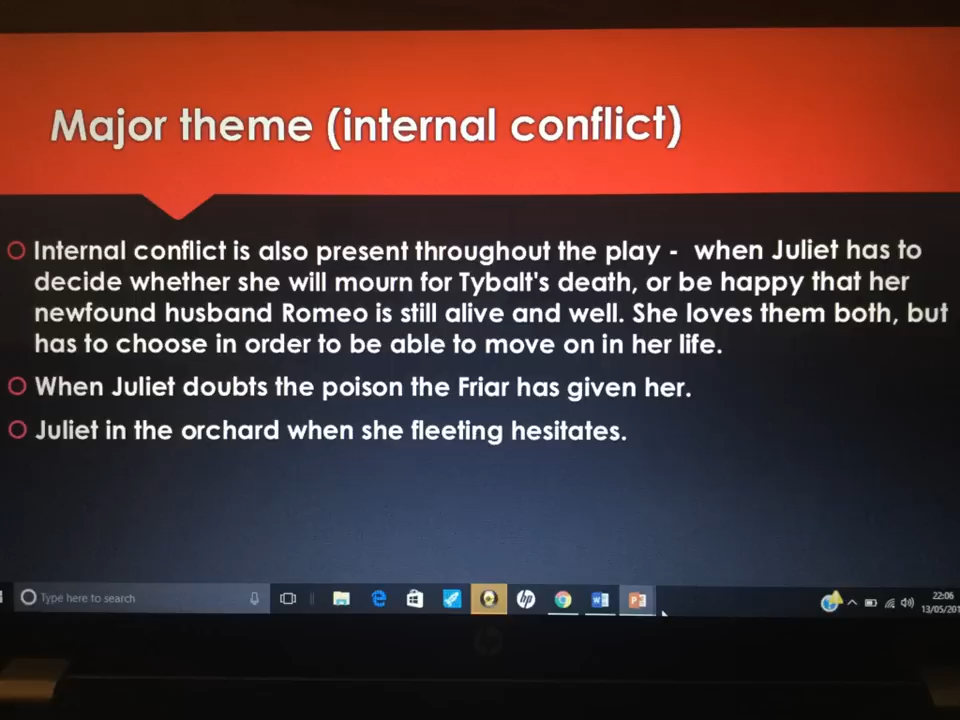 Major theme (internal conflict)
Internal conflict is also present throughout the play - when Juliet has to
decide whether she will mourn for Tybalt's death, or be happy that her
newfound husband Romeo is still alive and well. She loves them both, but
has to choose in order to be able to move on in her life.
When Juliet doubts the poison the Friar has given her.
Juliet in the orchard when she fleeting hesitates.
Type here to search
hp
22:06
13/05/201